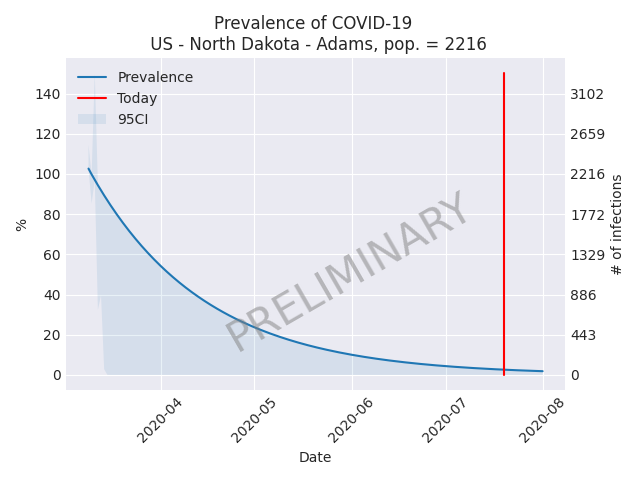 Prevalence of COVID-19
US - North Dakota - Adams, pop. = 2216
Prevalence
Today
95CI
140
120
100
80
60
40
20
0
3102
2659
2216
1772
1329
886
443
0
%
# of infections
PRELIMINARY
2020-04
2020-05
2020-06
2020-07
2020-08
Date